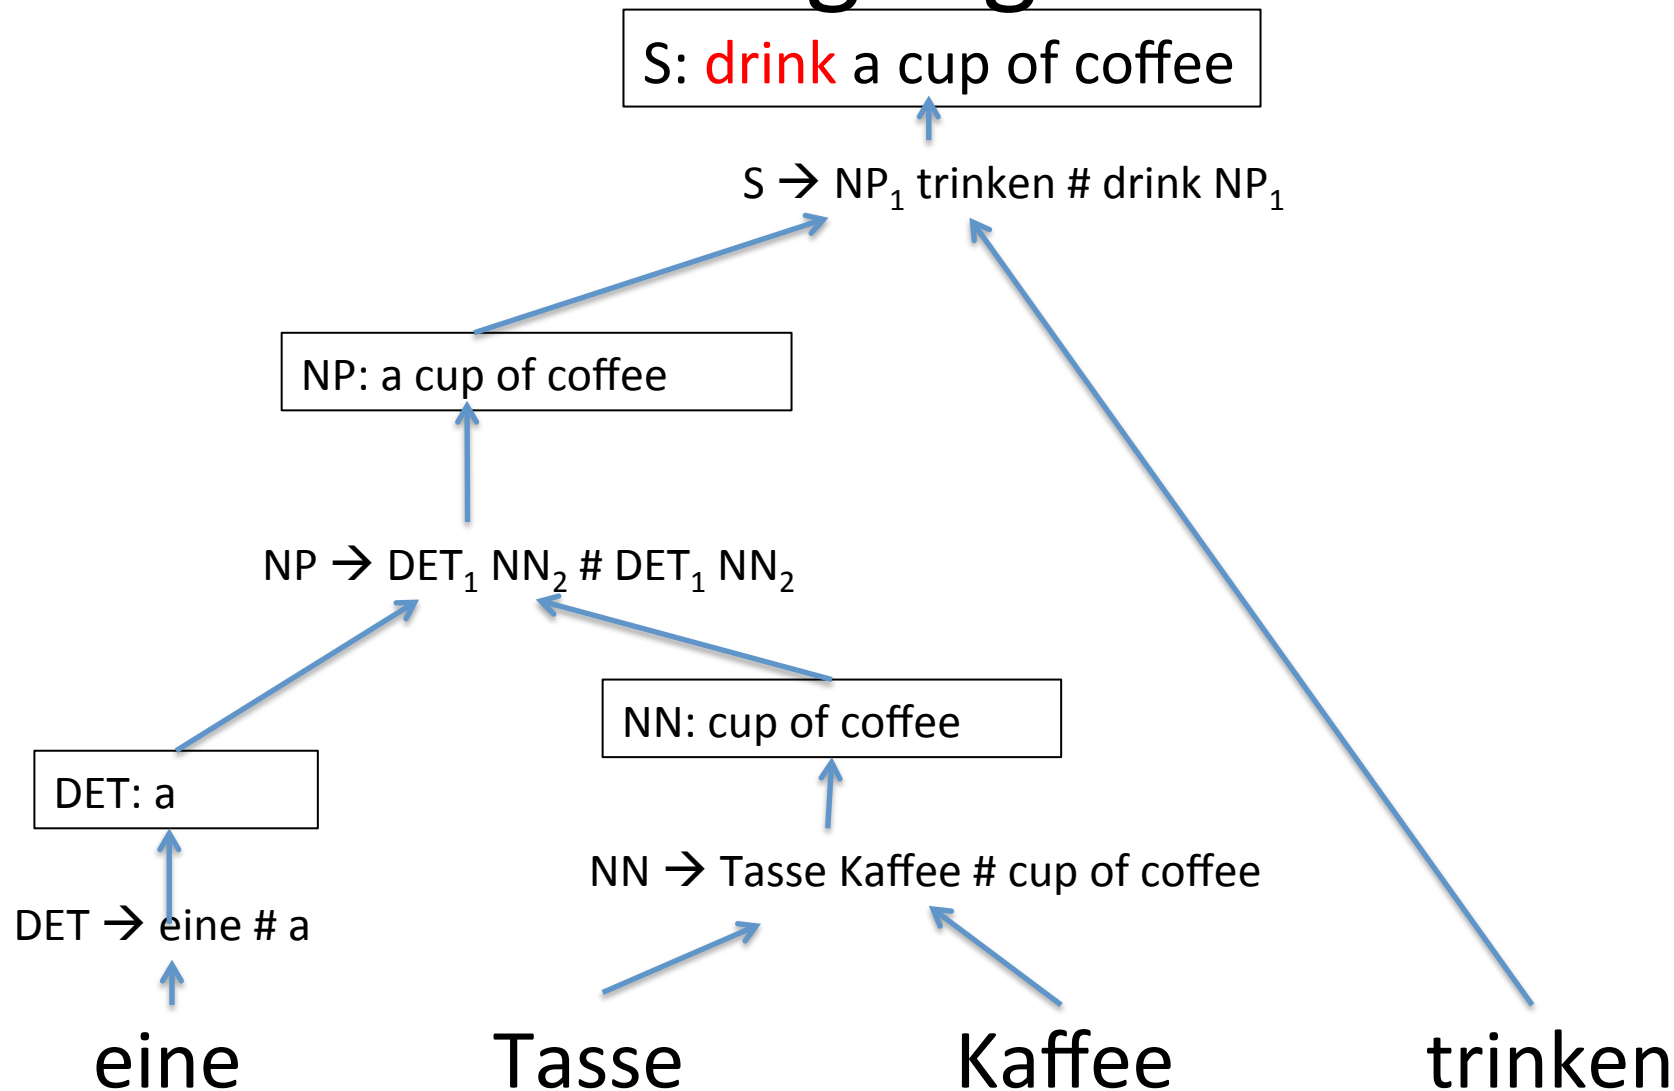 S: drink a cup of coffee
S → NP₁ trinken # drink NP₁
NP: a cup of coffee
NP → DET₁ NN₂ # DET₁ NN₂
NN: cup of coffee
DET: a
NN → Tasse Kaffee # cup of coffee
DET → eine # a
eine Tasse Kaffee trinken